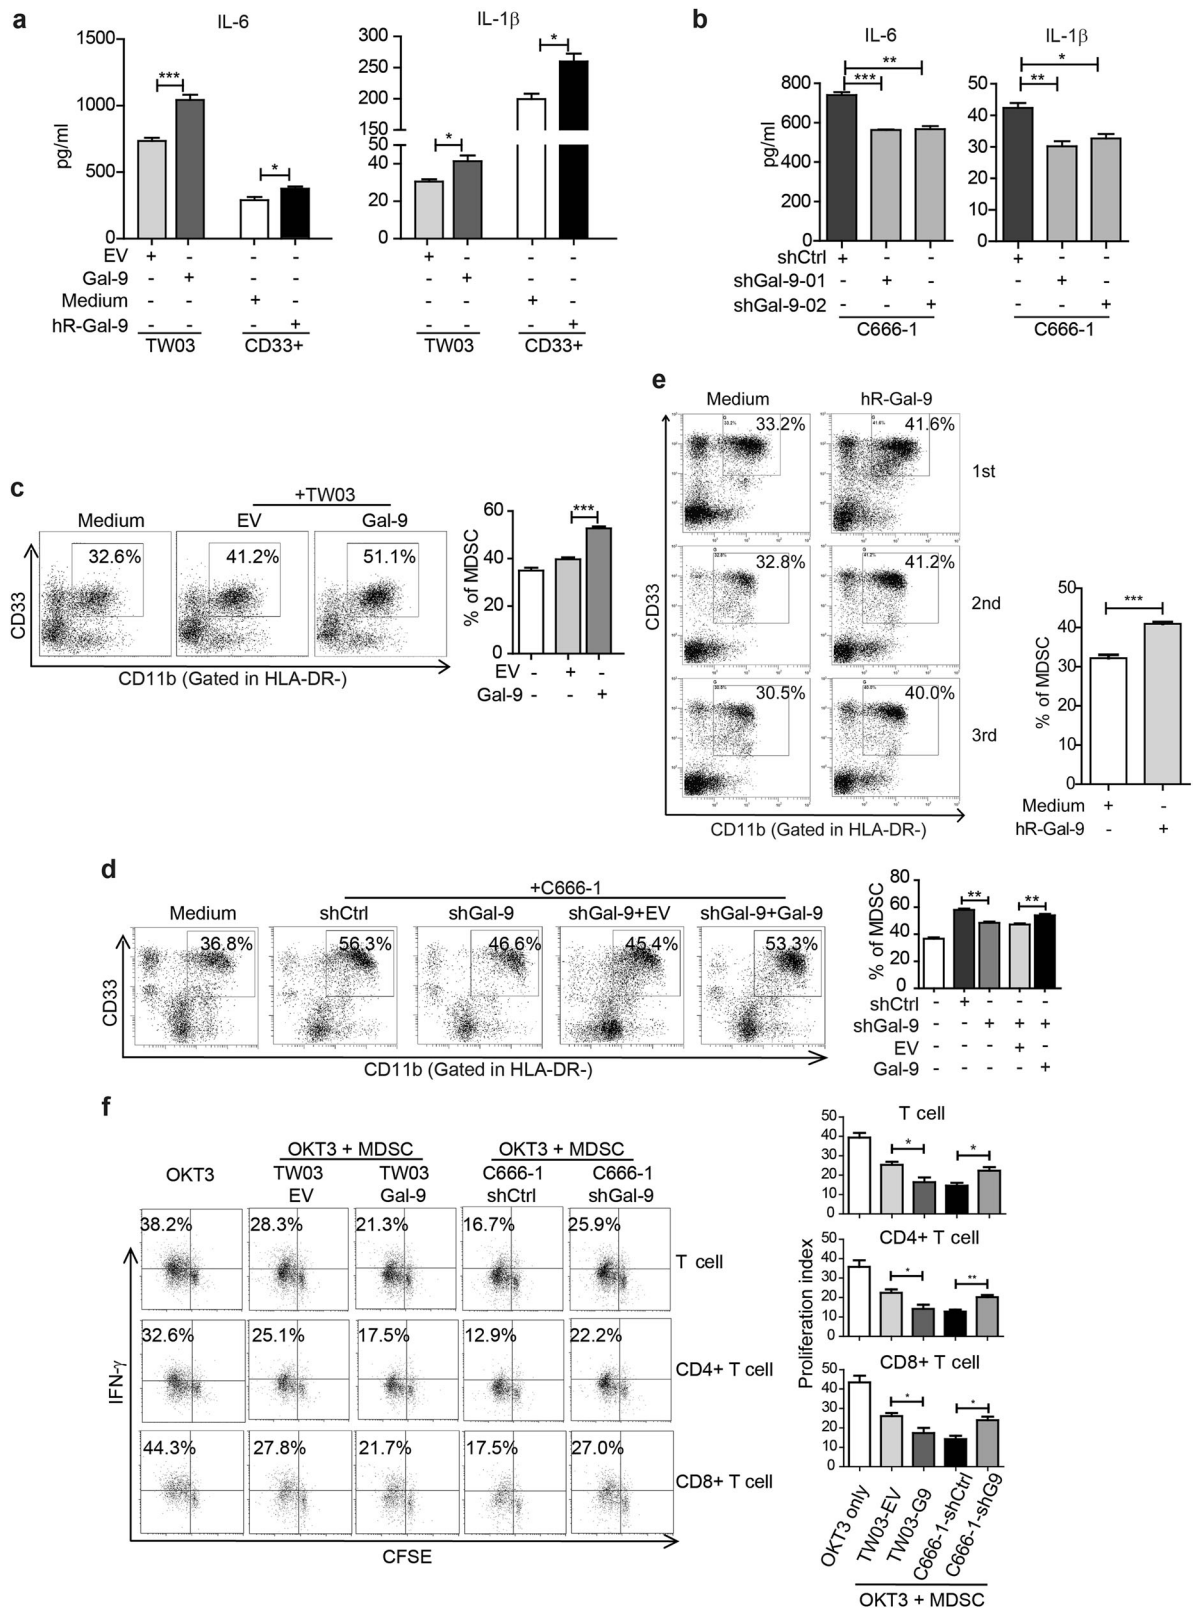 a
IL-6
pg/ml
1500
1000
500
0
***
*
EV + - - -
Gal-9 - + - -
Medium - - + -
hR-Gal-9 - - - +
TW03 CD33+
IL-1β
300
250
200
150
50
40
20
0
*
*
+ - - -
- + - -
- - + -
- - - +
TW03 CD33+
b
IL-6
pg/ml
800
600
400
200
0
**
***
shCtrl + - -
shGal-9-01 - + -
shGal-9-02 - - +
C666-1
IL-1β
50
40
30
20
10
0
*
**
+ - -
- + -
- - +
C666-1
c
+TW03
Medium EV Gal-9
32.6% 41.2% 51.1%
CD33
CD11b (Gated in HLA-DR-)
% of MDSC
60
40
20
0
***
EV - + -
Gal-9 - - +
e
Medium hR-Gal-9
33.2% 41.6% 1st
32.8% 41.2% 2nd
30.5% 40.0% 3rd
CD33
CD11b (Gated in HLA-DR-)
% of MDSC
50
40
30
20
10
0
***
Medium + -
hR-Gal-9 - +
d
+C666-1
Medium shCtrl shGal-9 shGal-9+EV shGal-9+Gal-9
36.8% 56.3% 46.6% 45.4% 53.3%
CD33
CD11b (Gated in HLA-DR-)
% of MDSC
80
60
40
20
0
** **
shCtrl - + - - -
shGal-9 - - + + +
EV - - - + -
Gal-9 - - - - +
f
OKT3 + MDSC OKT3 + MDSC
OKT3 TW03 TW03 C666-1 C666-1
EV Gal-9 shCtrl shGal-9
38.2% 28.3% 21.3% 16.7% 25.9%
T cell
32.6% 25.1% 17.5% 12.9% 22.2%
CD4+ T cell
44.3% 27.8% 21.7% 17.5% 27.0%
CD8+ T cell
IFN-γ
CFSE
Proliferation index
T cell
50
40
30
20
10
0
* *
CD4+ T cell
50
40
30
20
10
0
* **
CD8+ T cell
50
40
30
20
10
0
* *
OKT3 only
TW03-EV
TW03-G9
C666-1-shCtrl
C666-1-shG9
OKT3 + MDSC